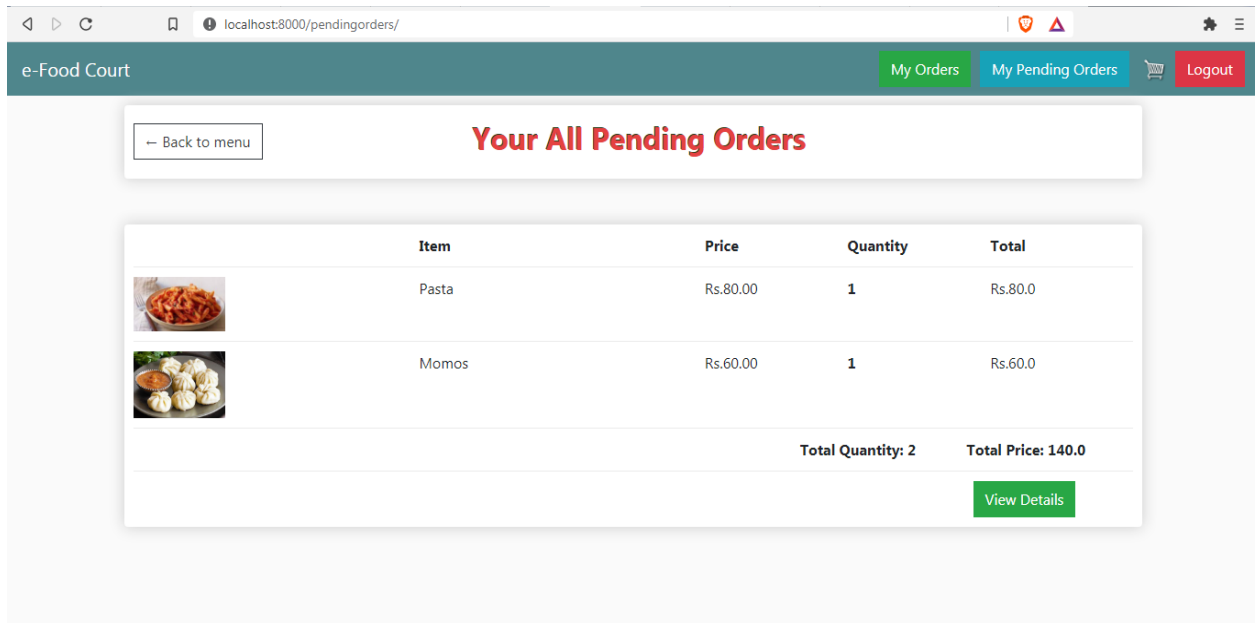 localhost:8000/pendingorders/
e-Food Court
My Orders
My Pending Orders
Logout
← Back to menu
Your All Pending Orders
Item Price Quantity Total
Pasta Rs.80.00 1 Rs.80.0
Momos Rs.60.00 1 Rs.60.0
Total Quantity: 2 Total Price: 140.0
View Details